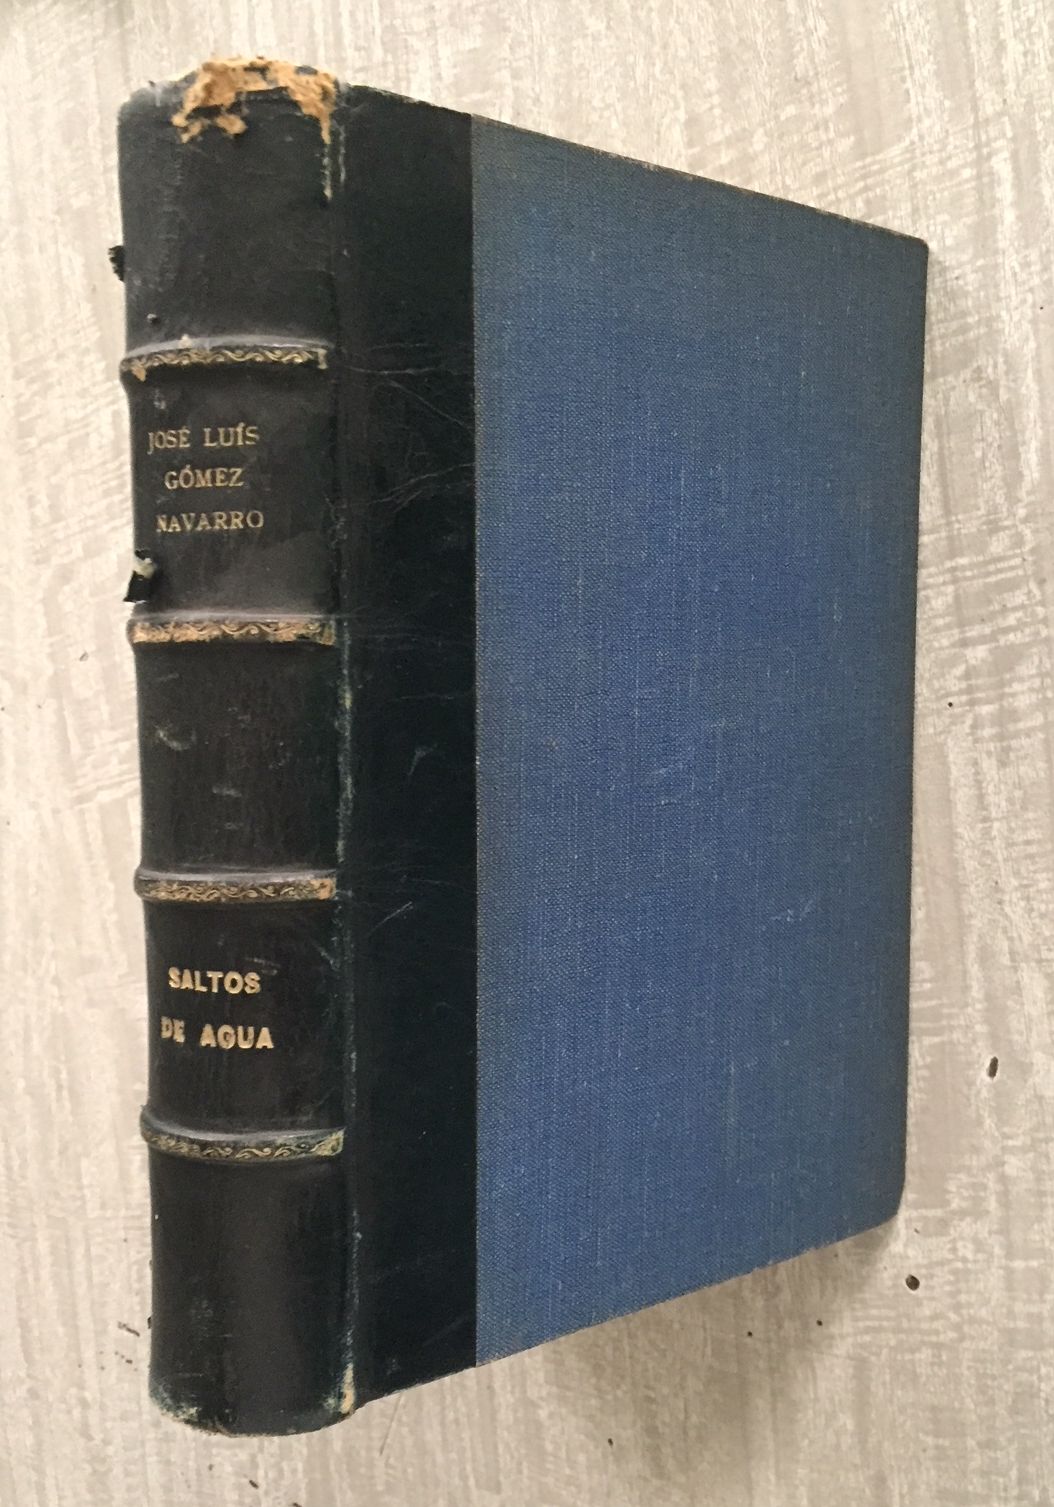 JOSÉ LUÍS
GÓMEZ
NAVARRO
SALTOS
DE AGUA